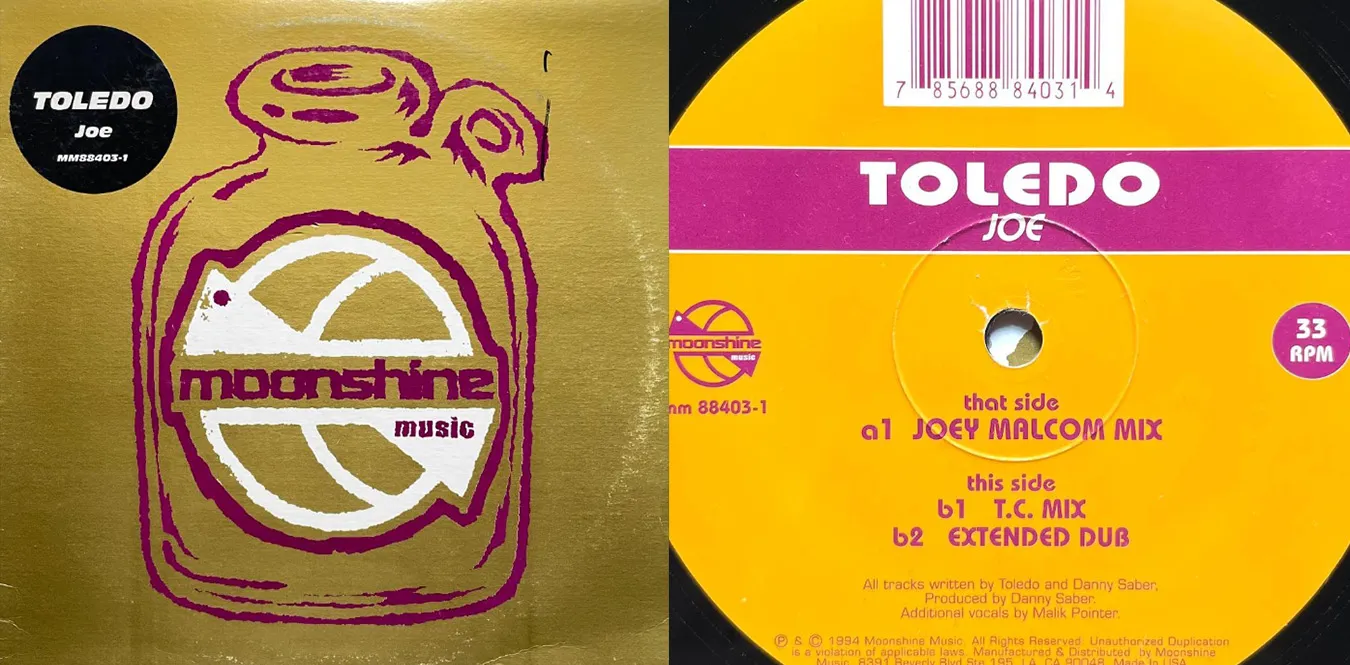 TOLEDO
Joe
MM88403-1
moonshine
music
7 85688 84031 4
TOLEDO
JOE
moonshine
music
mm 88403-1
33
RPM
that side
a1 JOEY MALCOM MIX
this side
b1 T.C. MIX
b2 EXTENDED DUB
All tracks written by Toledo and Danny Saber,
Produced by Danny Saber.
Additional vocals by Malik Pointer.
℗ & © 1994 Moonshine Music. All Rights Reserved. Unauthorized Duplication
is a violation of applicable laws. Manufactured & Distributed by Moonshine
Music. 8391 Beverly Blvd Ste 195, LA, CA 90048. Made in USA